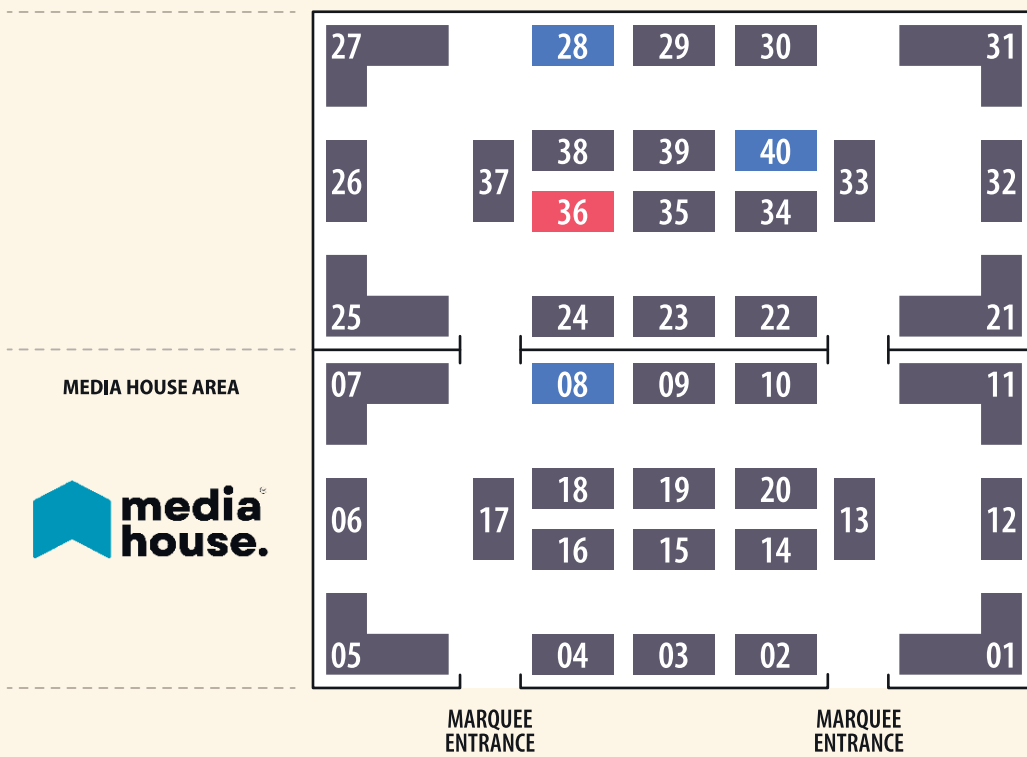 27 28 29 30 31
38 39 40
26 37 33 32
36 35 34
25 24 23 22 21
MEDIA HOUSE AREA
07 08 09 10 11
media
house.
18 19 20
06 17 13 12
16 15 14
05 04 03 02 01
MARQUEE
ENTRANCE
MARQUEE
ENTRANCE